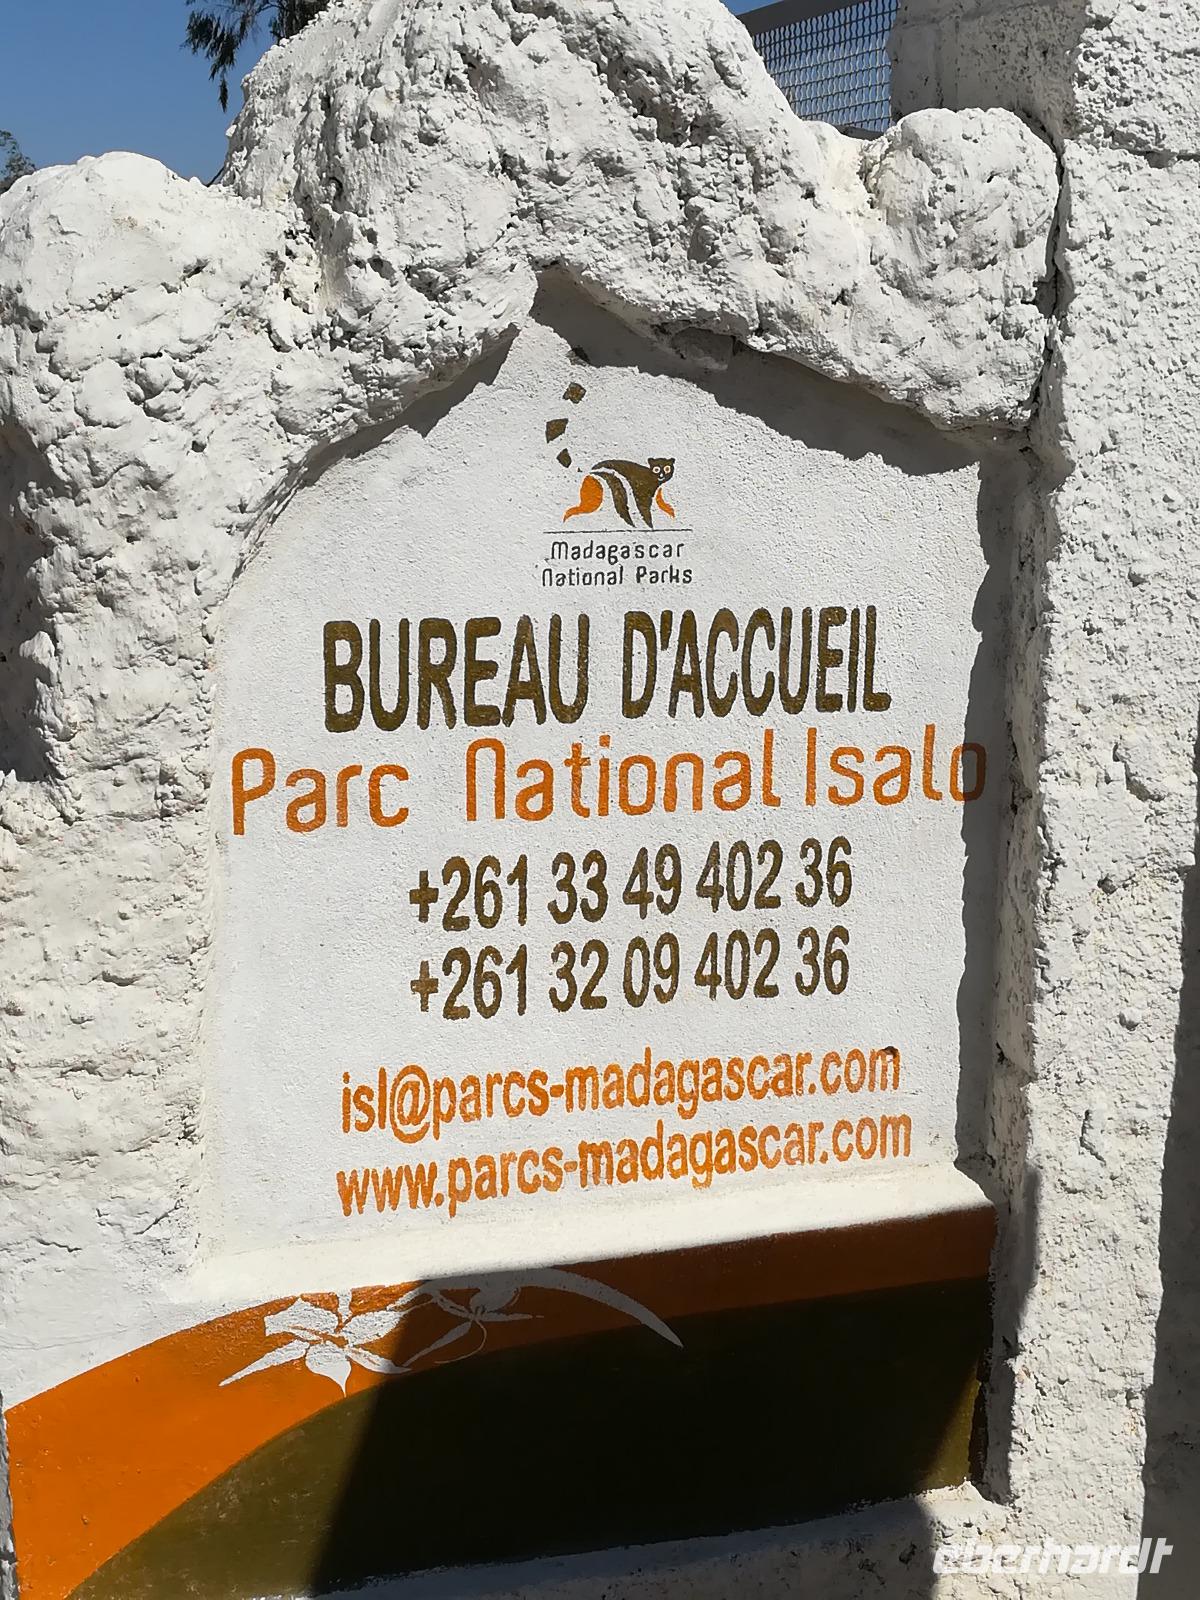 Madagascar
National Parks
BUREAU D'ACCUEIL
Parc National Isalo
+261 33 49 402 36
+261 32 09 402 36
isl@parcs-madagascar.com
www.parcs-madagascar.com
eberhardt